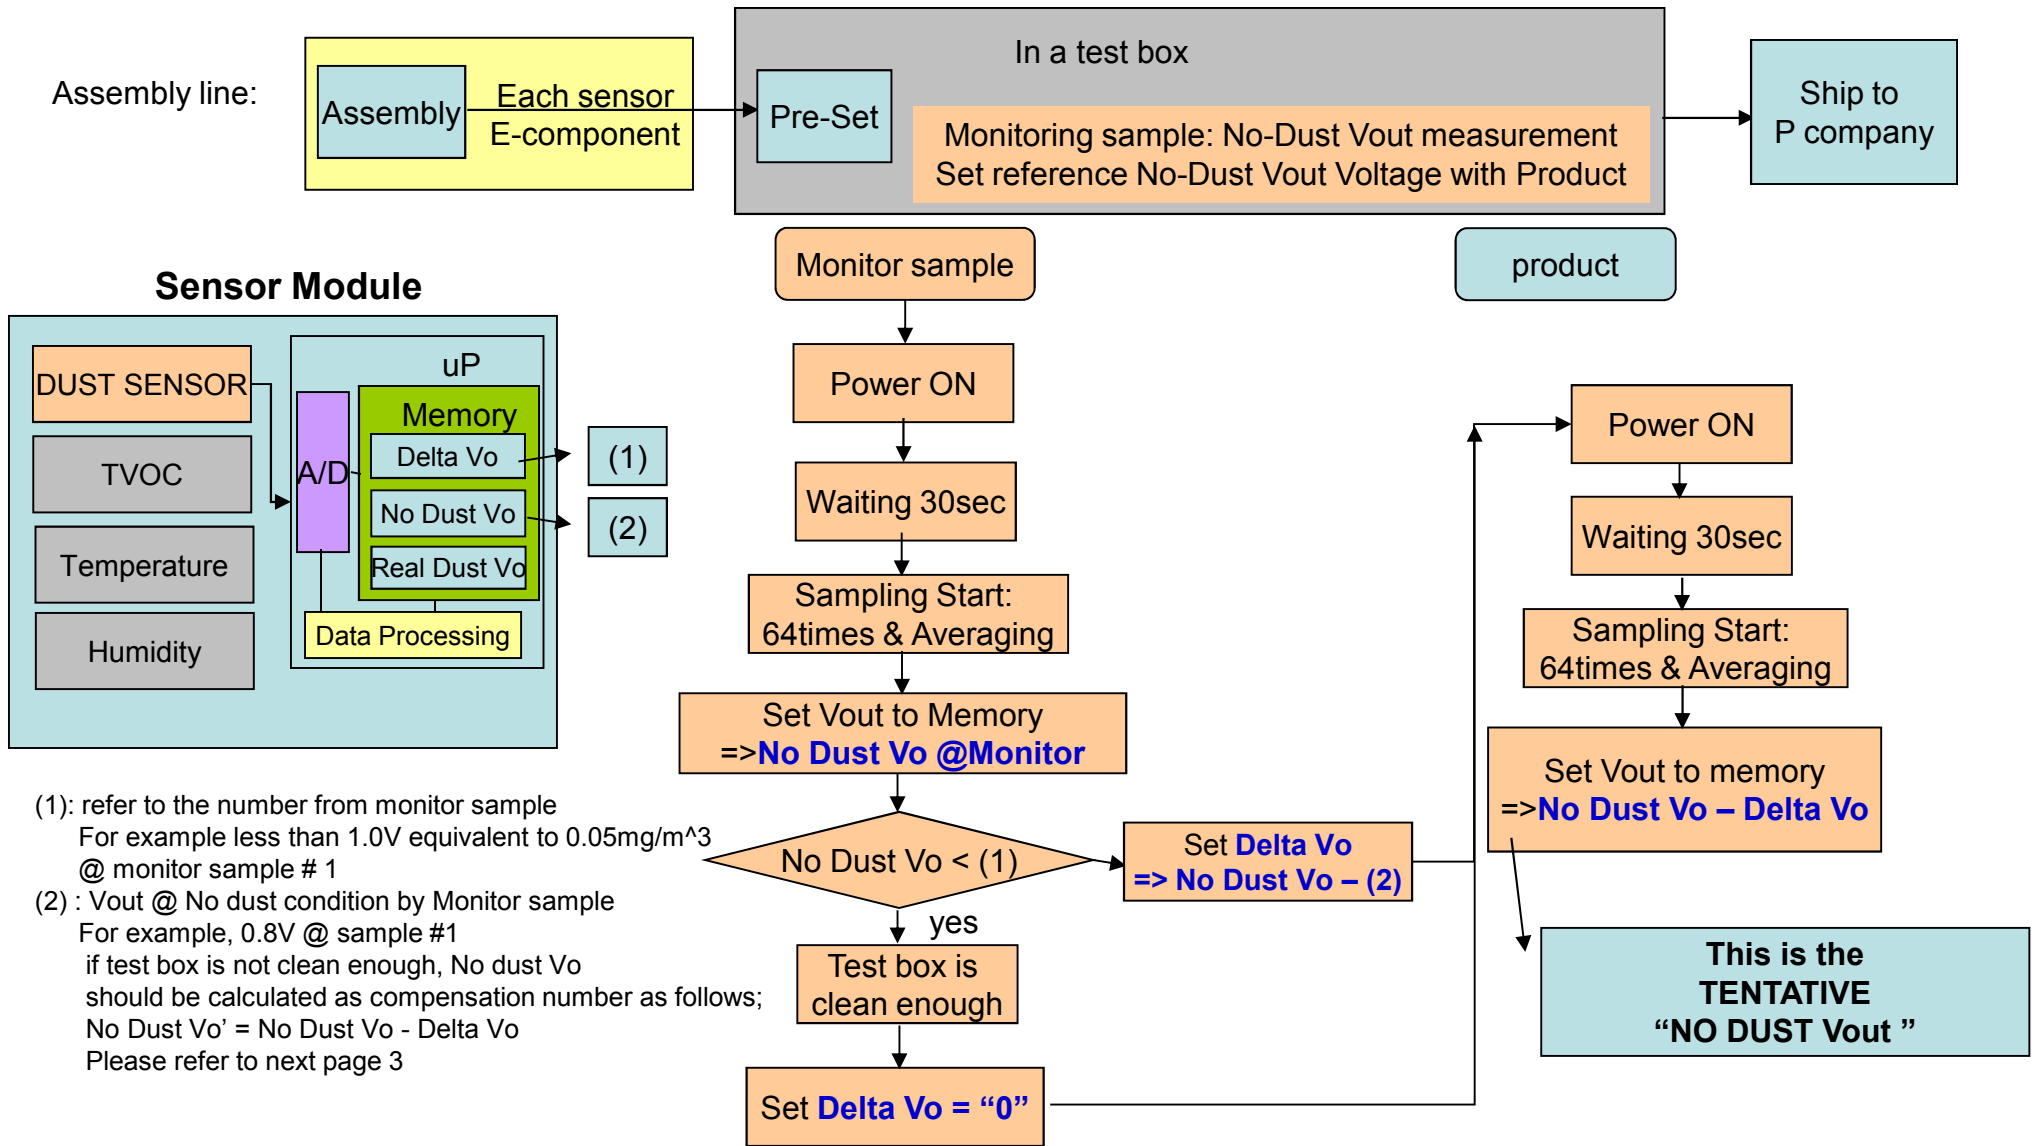 Assembly line:
Assembly
Each sensor
E-component
In a test box
Pre-Set
Monitoring sample: No-Dust Vout measurement
Set reference No-Dust Vout Voltage with Product
Ship to
P company
Sensor Module
DUST SENSOR
TVOC
Temperature
Humidity
uP
A/D
Memory
Delta Vo
No Dust Vo
Real Dust Vo
Data Processing
(1)
(2)
(1): refer to the number from monitor sample
For example less than 1.0V equivalent to 0.05mg/m^3
@ monitor sample # 1
(2) : Vout @ No dust condition by Monitor sample
For example, 0.8V @ sample #1
if test box is not clean enough, No dust Vo
should be calculated as compensation number as follows;
No Dust Vo’ = No Dust Vo - Delta Vo
Please refer to next page 3
Monitor sample
Power ON
Waiting 30sec
Sampling Start:
64times & Averaging
Set Vout to Memory
=>No Dust Vo @Monitor
No Dust Vo < (1)
yes
Test box is
clean enough
Set Delta Vo = “0”
Set Delta Vo
=> No Dust Vo – (2)
product
Power ON
Waiting 30sec
Sampling Start:
64times & Averaging
Set Vout to memory
=>No Dust Vo – Delta Vo
This is the
TENTATIVE
“NO DUST Vout ”